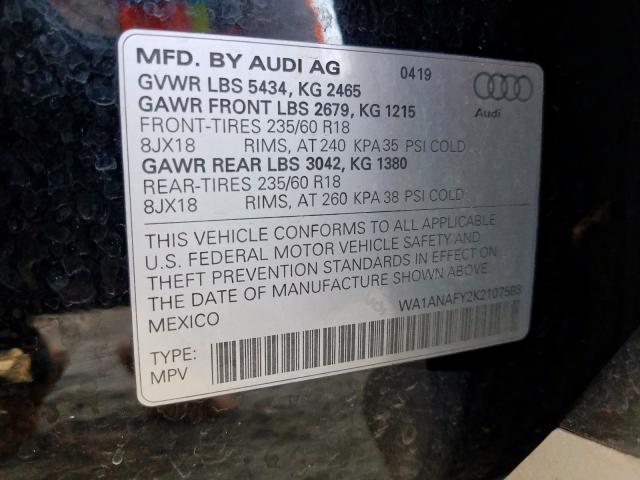 MFD. BY AUDI AG 0419
GVWR LBS 5434, KG 2465
GAWR FRONT LBS 2679, KG 1215
FRONT-TIRES 235/60 R18
8JX18 RIMS, AT 240 KPA 35 PSI COLD
GAWR REAR LBS 3042, KG 1380
REAR-TIRES 235/60 R18
8JX18 RIMS, AT 260 KPA 38 PSI COLD
Audi
THIS VEHICLE CONFORMS TO ALL APPLICABLE
U.S. FEDERAL MOTOR VEHICLE SAFETY AND
THEFT PREVENTION STANDARDS IN EFFECT ON
THE DATE OF MANUFACTURE SHOWN ABOVE.
MEXICO
WA1ANAFY2K2107593
TYPE:
MPV